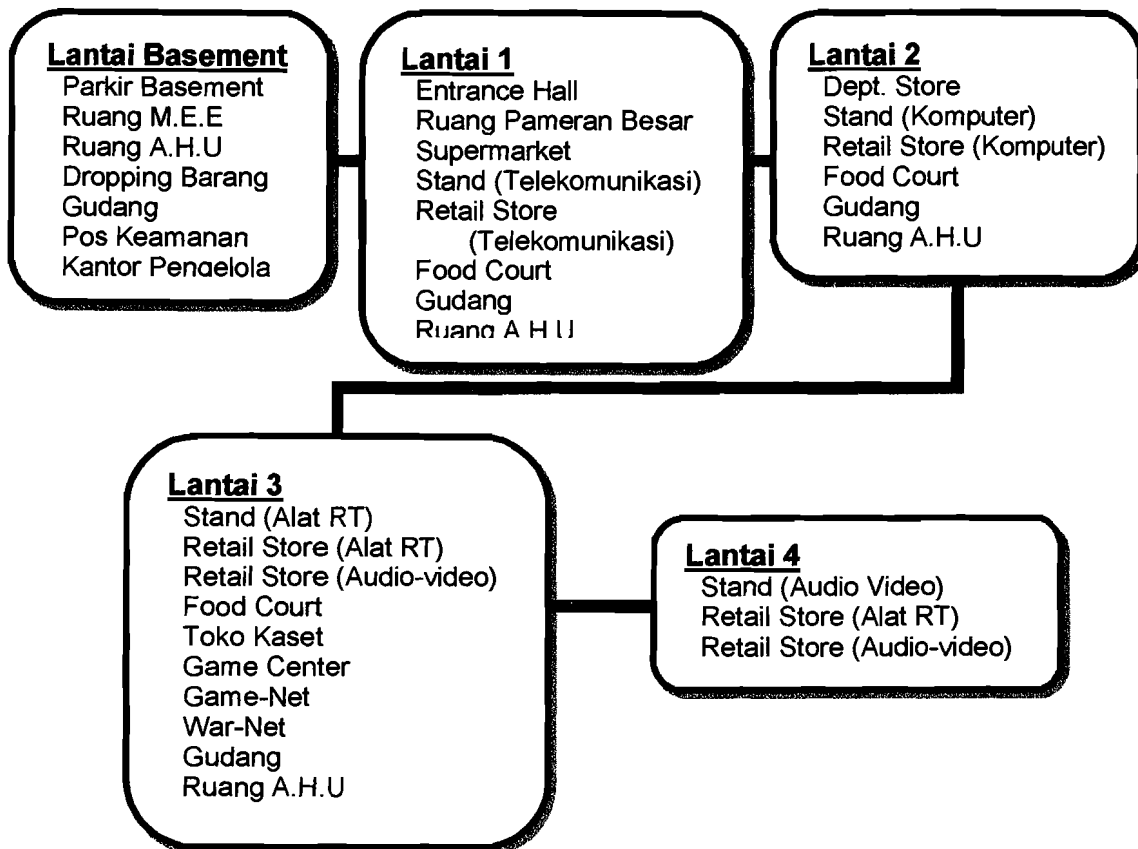 Lantai Basement
Parkir Basement
Ruang M.E.E
Ruang A.H.U
Dropping Barang
Gudang
Pos Keamanan
Kantor Pengelola
Lantai 1
Entrance Hall
Ruang Pameran Besar
Supermarket
Stand (Telekomunikasi)
Retail Store
(Telekomunikasi)
Food Court
Gudang
Ruang A.H.U
Lantai 2
Dept. Store
Stand (Komputer)
Retail Store (Komputer)
Food Court
Gudang
Ruang A.H.U
Lantai 3
Stand (Alat RT)
Retail Store (Alat RT)
Retail Store (Audio-video)
Food Court
Toko Kaset
Game Center
Game-Net
War-Net
Gudang
Ruang A.H.U
Lantai 4
Stand (Audio Video)
Retail Store (Alat RT)
Retail Store (Audio-video)